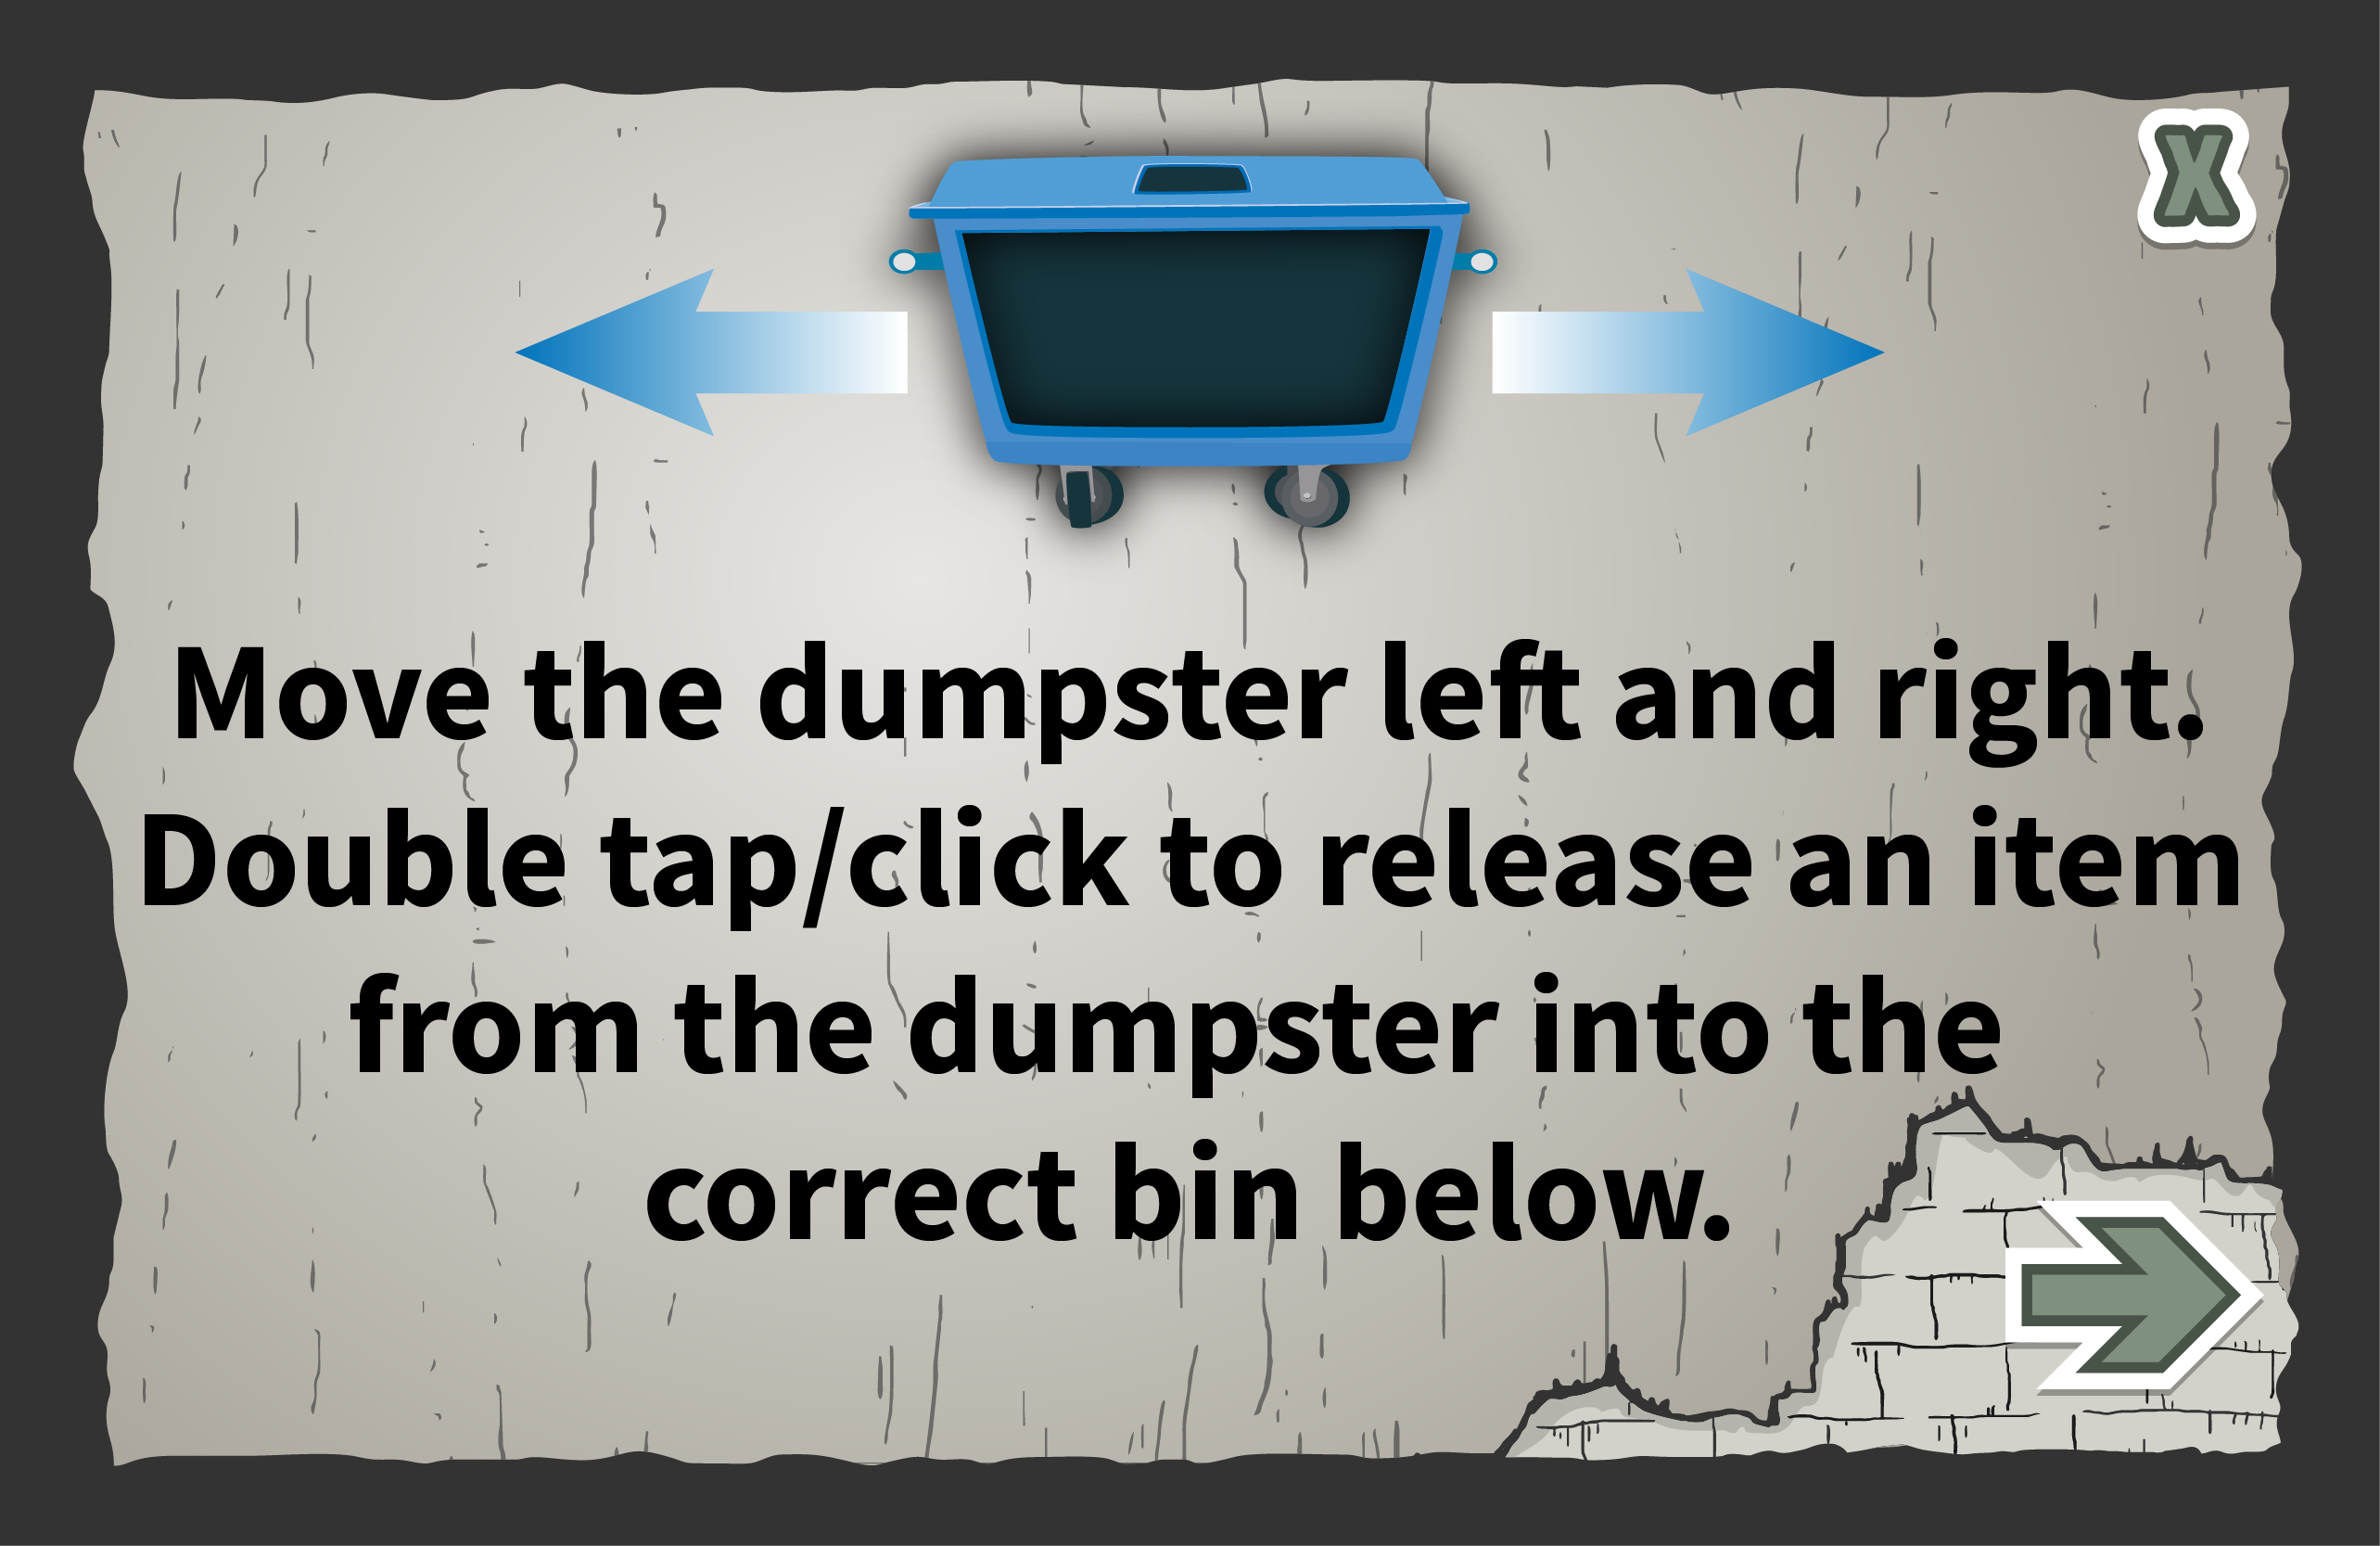 X
Move the dumpster left and right.
Double tap/click to release an item
from the dumpster into the
correct bin below.